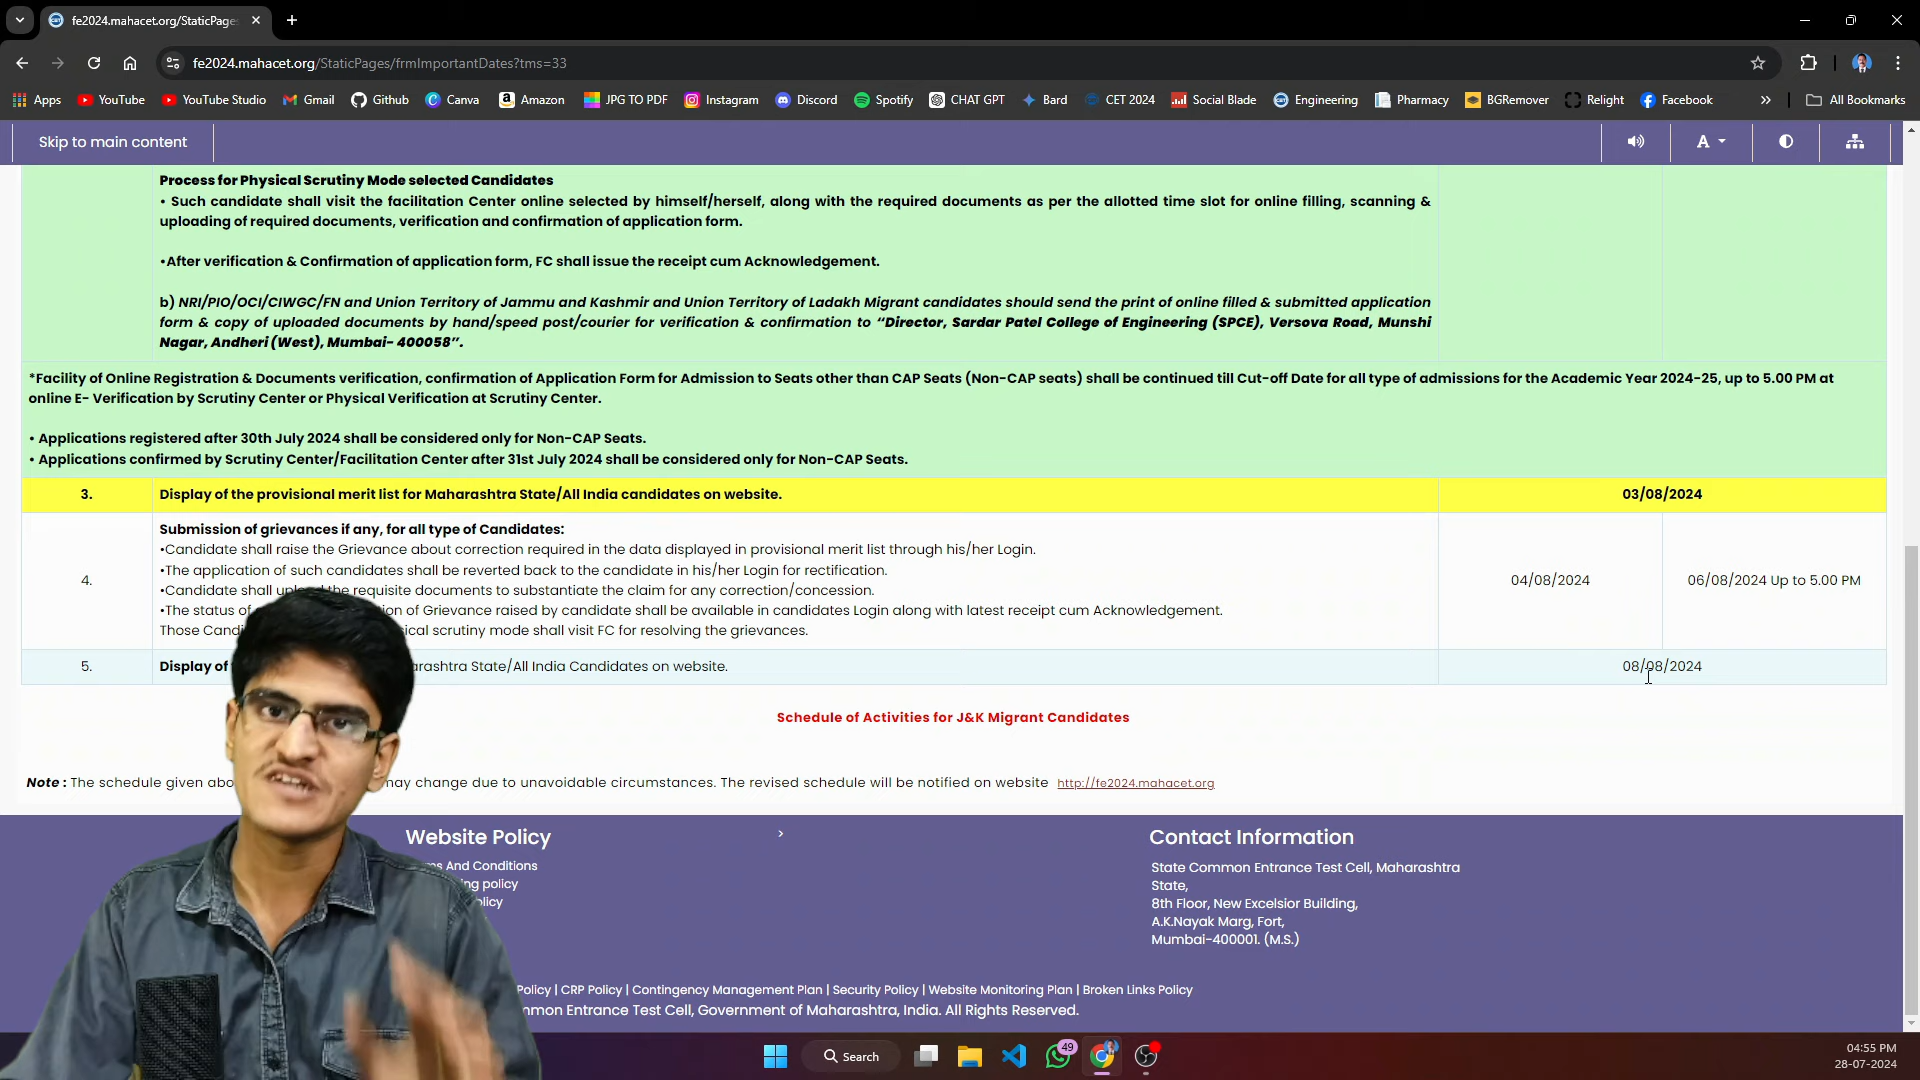 fe2024.mahacet.org/StaticPage
fe2024.mahacet.org/StaticPages/frmImportantDates?tms=33
Apps YouTube YouTube Studio Gmail Github Canva Amazon JPG TO PDF Instagram Discord Spotify CHAT GPT Bard CET 2024 Social Blade Engineering Pharmacy BGRemover Relight Facebook » All Bookmarks
Skip to main content A
Process for Physical Scrutiny Mode selected Candidates
• Such candidate shall visit the facilitation Center online selected by himself/herself, along with the required documents as per the allotted time slot for online filling, scanning &
uploading of required documents, verification and confirmation of application form.
•After verification & Confirmation of application form, FC shall issue the receipt cum Acknowledgement.
b) NRI/PIO/OCI/CIWGC/FN and Union Territory of Jammu and Kashmir and Union Territory of Ladakh Migrant candidates should send the print of online filled & submitted application
form & copy of uploaded documents by hand/speed post/courier for verification & confirmation to “Director, Sardar Patel College of Engineering (SPCE), Versova Road, Munshi
Nagar, Andheri (West), Mumbai- 400058”.
*Facility of Online Registration & Documents verification, confirmation of Application Form for Admission to Seats other than CAP Seats (Non-CAP seats) shall be continued till Cut-off Date for all type of admissions for the Academic Year 2024-25, up to 5.00 PM at
online E- Verification by Scrutiny Center or Physical Verification at Scrutiny Center.
• Applications registered after 30th July 2024 shall be considered only for Non-CAP Seats.
• Applications confirmed by Scrutiny Center/Facilitation Center after 31st July 2024 shall be considered only for Non-CAP Seats.
3. Display of the provisional merit list for Maharashtra State/All India candidates on website. 03/08/2024
Submission of grievances if any, for all type of Candidates:
•Candidate shall raise the Grievance about correction required in the data displayed in provisional merit list through his/her Login.
•The application of such candidates shall be reverted back to the candidate in his/her Login for rectification.
4. 04/08/2024 06/08/2024 Up to 5.00 PM
•Candidate shall the requisite documents to substantiate the claim for any correction/concession.
•The status of of Grievance raised by candidate shall be available in candidates Login along with latest receipt cum Acknowledgement.
Those scrutiny mode shall visit FC for resolving the grievances.
5. Display of State/All India Candidates on website. 08/08/2024
Schedule of Activities for J&K Migrant Candidates
Note : The schedule given may change due to unavoidable circumstances. The revised schedule will be notified on website http://fe2024.mahacet.org
Website Policy > Contact Information
And Conditions
policy
State Common Entrance Test Cell, Maharashtra
State,
8th Floor, New Excelsior Building,
A.K.Nayak Marg, Fort,
Mumbai-400001. (M.S.)
Policy | CRP Policy | Contingency Management Plan | Security Policy | Website Monitoring Plan | Broken Links Policy
Entrance Test Cell, Government of Maharashtra, India. All Rights Reserved.
Search 49 04:55 PM
28-07-2024